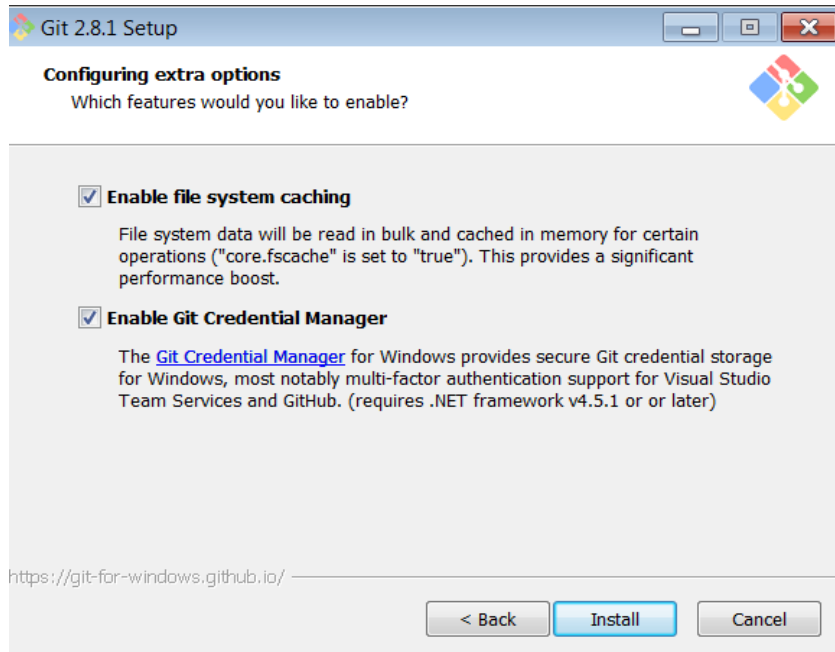 Git 2.8.1 Setup
Configuring extra options
Which features would you like to enable?
Enable file system caching
File system data will be read in bulk and cached in memory for certain
operations ("core.fscache" is set to "true"). This provides a significant
performance boost.
Enable Git Credential Manager
The Git Credential Manager for Windows provides secure Git credential storage
for Windows, most notably multi-factor authentication support for Visual Studio
Team Services and GitHub. (requires .NET framework v4.5.1 or or later)
https://git-for-windows.github.io/
< Back Install Cancel